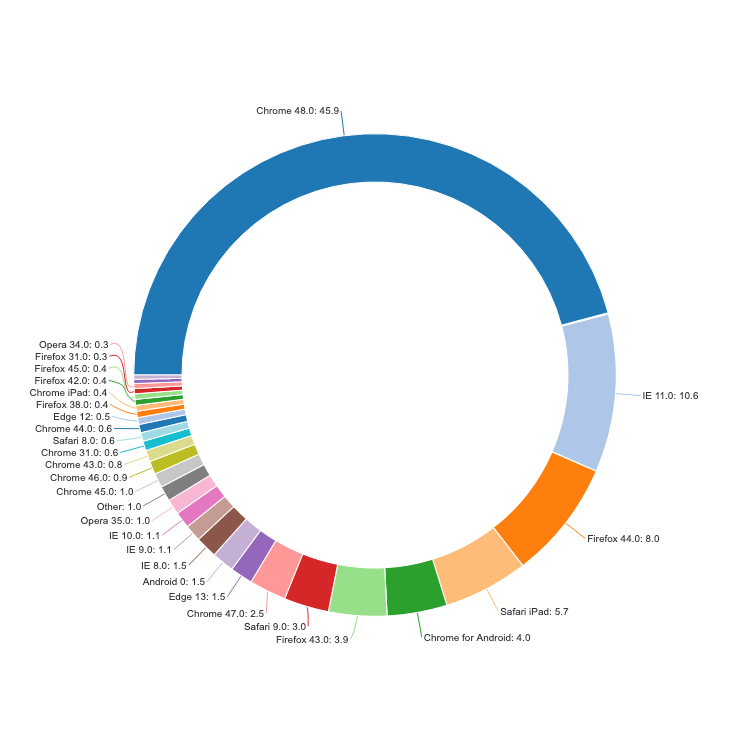 Chrome 48.0: 45.9
IE 11.0: 10.6
Firefox 44.0: 8.0
Safari iPad: 5.7
Chrome for Android: 4.0
Firefox 43.0: 3.9
Safari 9.0: 3.0
Chrome 47.0: 2.5
Edge 13: 1.5
Android 0: 1.5
IE 8.0: 1.5
IE 9.0: 1.1
IE 10.0: 1.1
Opera 35.0: 1.0
Other: 1.0
Chrome 45.0: 1.0
Chrome 46.0: 0.9
Chrome 43.0: 0.8
Chrome 31.0: 0.6
Safari 8.0: 0.6
Chrome 44.0: 0.6
Edge 12: 0.5
Firefox 38.0: 0.4
Chrome iPad: 0.4
Firefox 42.0: 0.4
Firefox 45.0: 0.4
Firefox 31.0: 0.3
Opera 34.0: 0.3